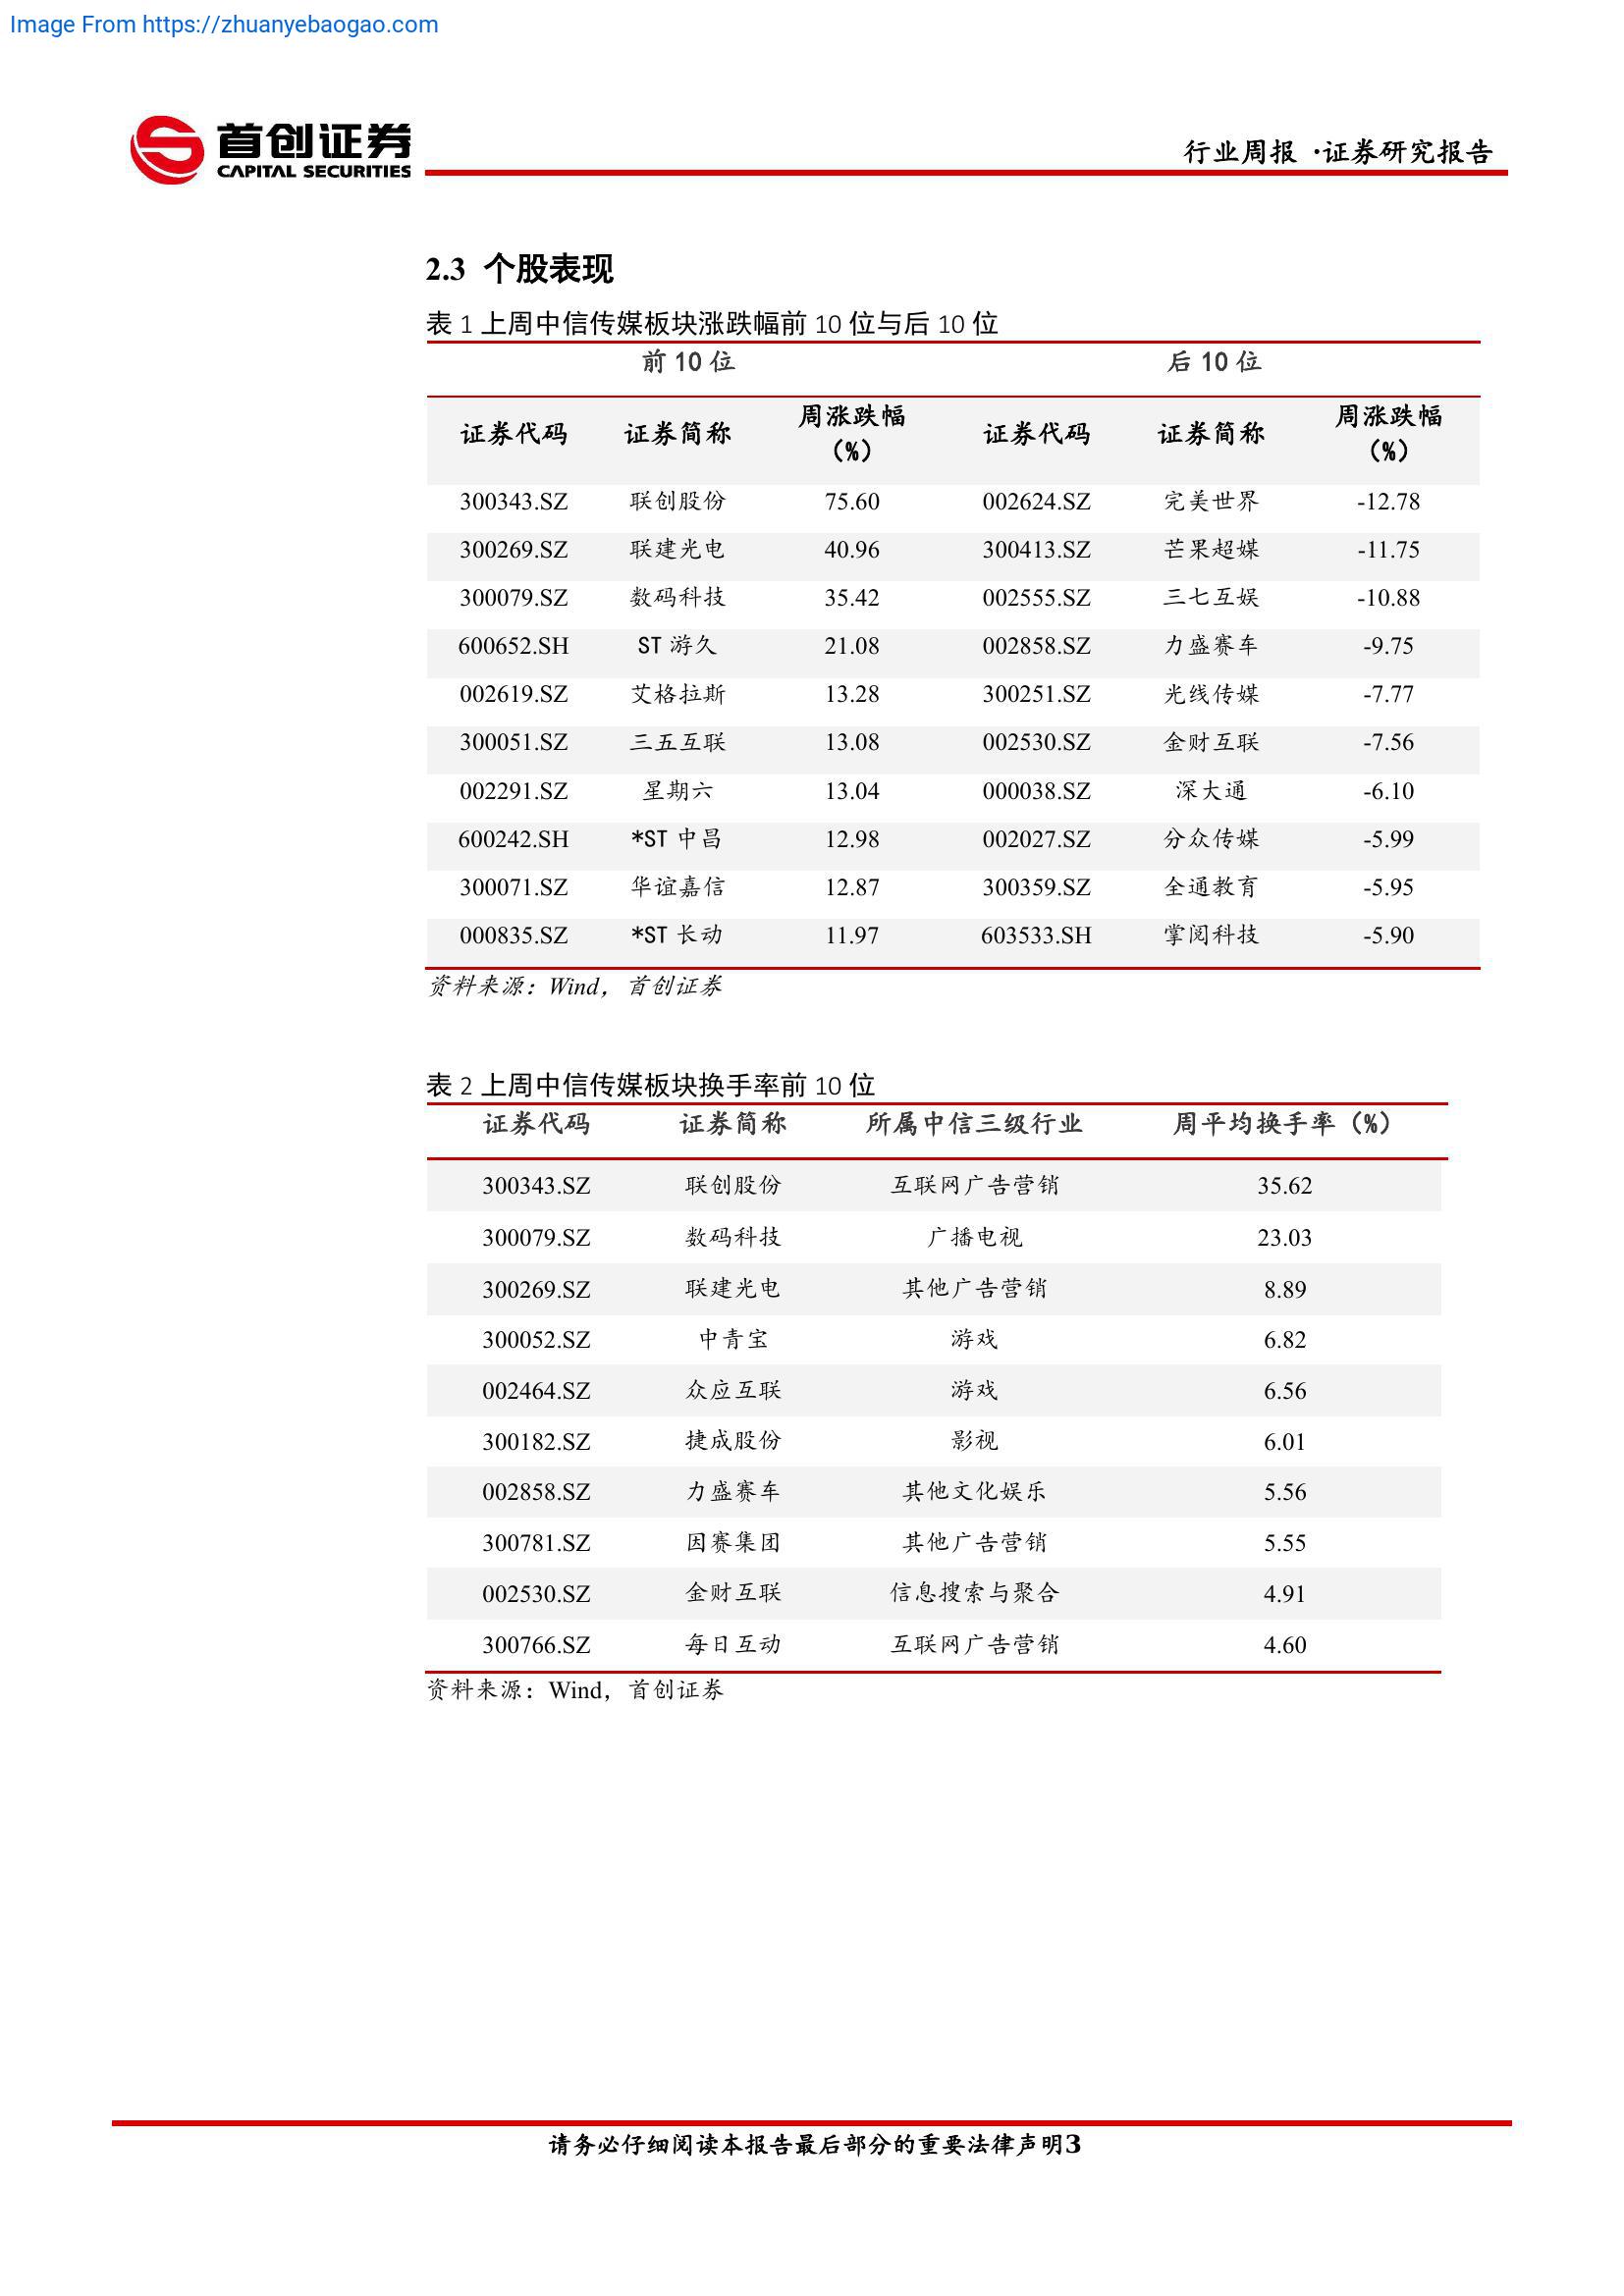 Image From https://zhuanyebaogao.com
首创证券
CAPITAL SECURITIES
行业周报 ·证券研究报告
2.3 个股表现
表 1 上周中信传媒板块涨跌幅前 10 位与后 10 位
前 10 位 后 10 位
证券代码 证券简称 周涨跌幅（%） 证券代码 证券简称 周涨跌幅（%）
300343.SZ 联创股份 75.60 002624.SZ 完美世界 -12.78
300269.SZ 联建光电 40.96 300413.SZ 芒果超媒 -11.75
300079.SZ 数码科技 35.42 002555.SZ 三七互娱 -10.88
600652.SH ST 游久 21.08 002858.SZ 力盛赛车 -9.75
002619.SZ 艾格拉斯 13.28 300251.SZ 光线传媒 -7.77
300051.SZ 三五互联 13.08 002530.SZ 金财互联 -7.56
002291.SZ 星期六 13.04 000038.SZ 深大通 -6.10
600242.SH *ST 中昌 12.98 002027.SZ 分众传媒 -5.99
300071.SZ 华谊嘉信 12.87 300359.SZ 全通教育 -5.95
000835.SZ *ST 长动 11.97 603533.SH 掌阅科技 -5.90
资料来源：Wind，首创证券
表 2 上周中信传媒板块换手率前 10 位
证券代码 证券简称 所属中信三级行业 周平均换手率（%）
300343.SZ 联创股份 互联网广告营销 35.62
300079.SZ 数码科技 广播电视 23.03
300269.SZ 联建光电 其他广告营销 8.89
300052.SZ 中青宝 游戏 6.82
002464.SZ 众应互联 游戏 6.56
300182.SZ 捷成股份 影视 6.01
002858.SZ 力盛赛车 其他文化娱乐 5.56
300781.SZ 因赛集团 其他广告营销 5.55
002530.SZ 金财互联 信息搜索与聚合 4.91
300766.SZ 每日互动 互联网广告营销 4.60
资料来源：Wind，首创证券
请务必仔细阅读本报告最后部分的重要法律声明3